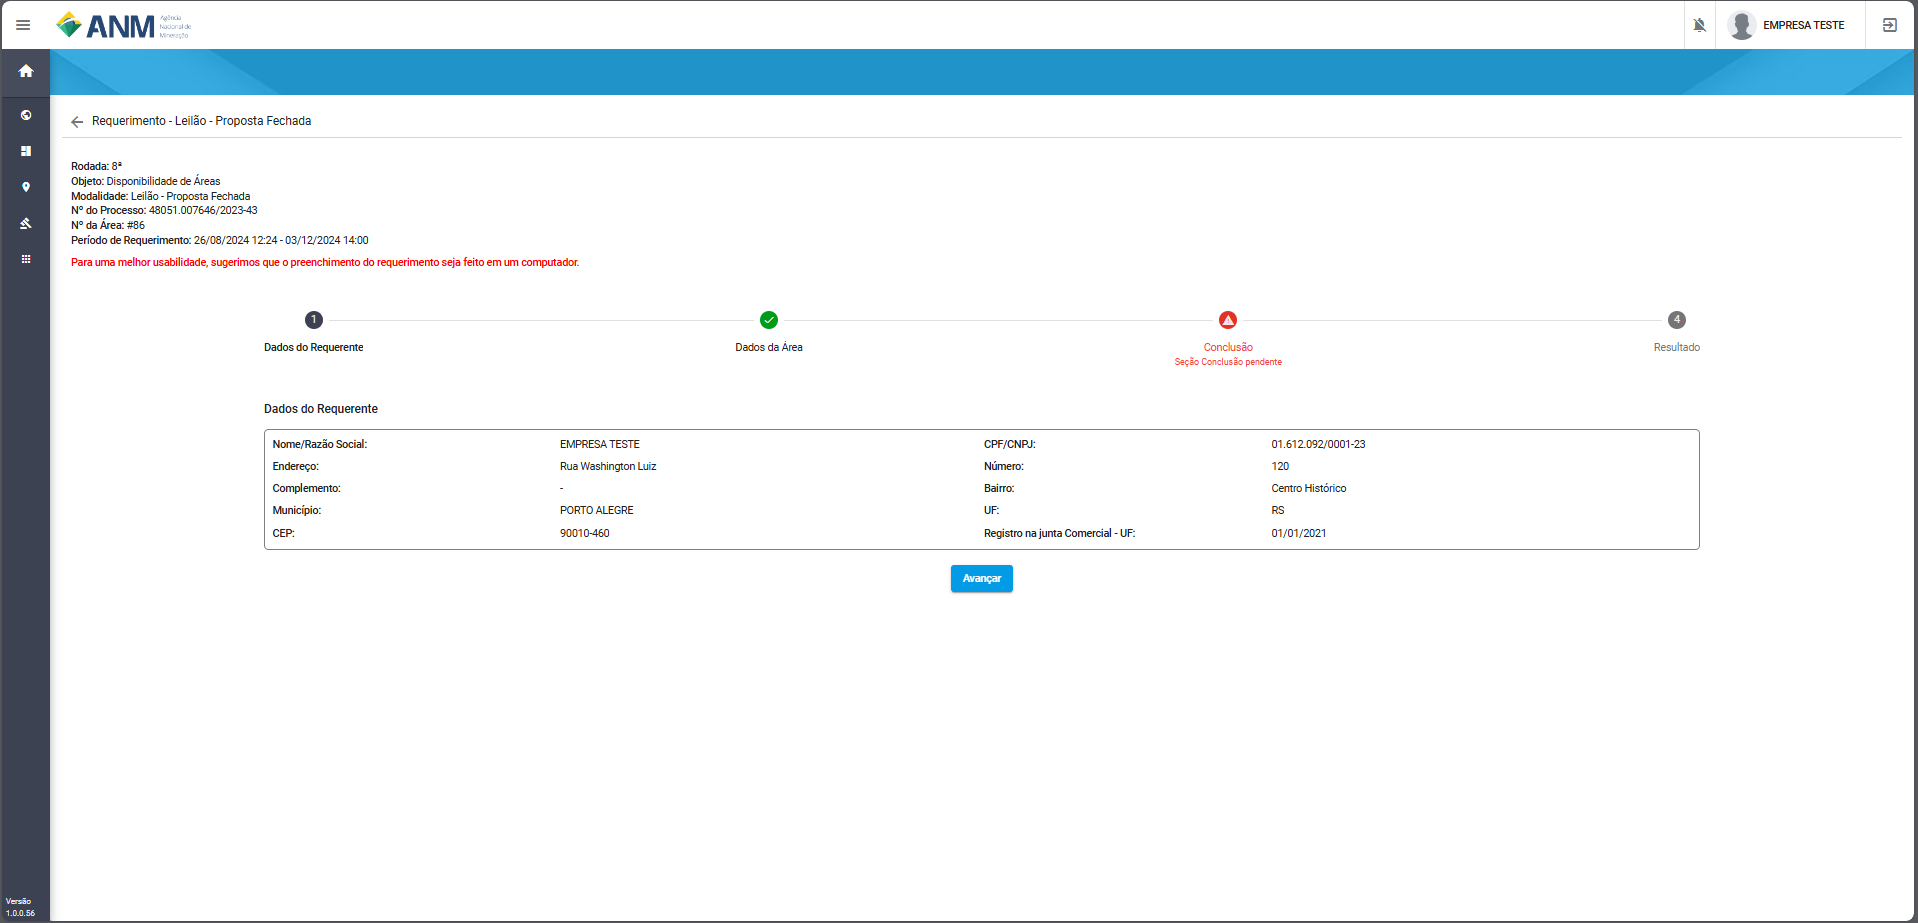 ANM Agência
Nacional de
Mineração
EMPRESA TESTE
Requerimento - Leilão - Proposta Fechada
Rodada: 8ª
Objeto: Disponibilidade de Áreas
Modalidade: Leilão - Proposta Fechada
Nº do Processo: 48051.007646/2023-43
Nº da Área: #86
Período de Requerimento: 26/08/2024 12:24 - 03/12/2024 14:00
Para uma melhor usabilidade, sugerimos que o preenchimento do requerimento seja feito em um computador.
1 4
Dados do Requerente Dados da Área Conclusão Resultado
Seção Conclusão pendente
Dados do Requerente
Nome/Razão Social: EMPRESA TESTE CPF/CNPJ: 01.612.092/0001-23
Endereço: Rua Washington Luiz Número: 120
Complemento: - Bairro: Centro Histórico
Município: PORTO ALEGRE UF: RS
CEP: 90010-460 Registro na junta Comercial - UF: 01/01/2021
Avançar
Versão
1.0.0.56